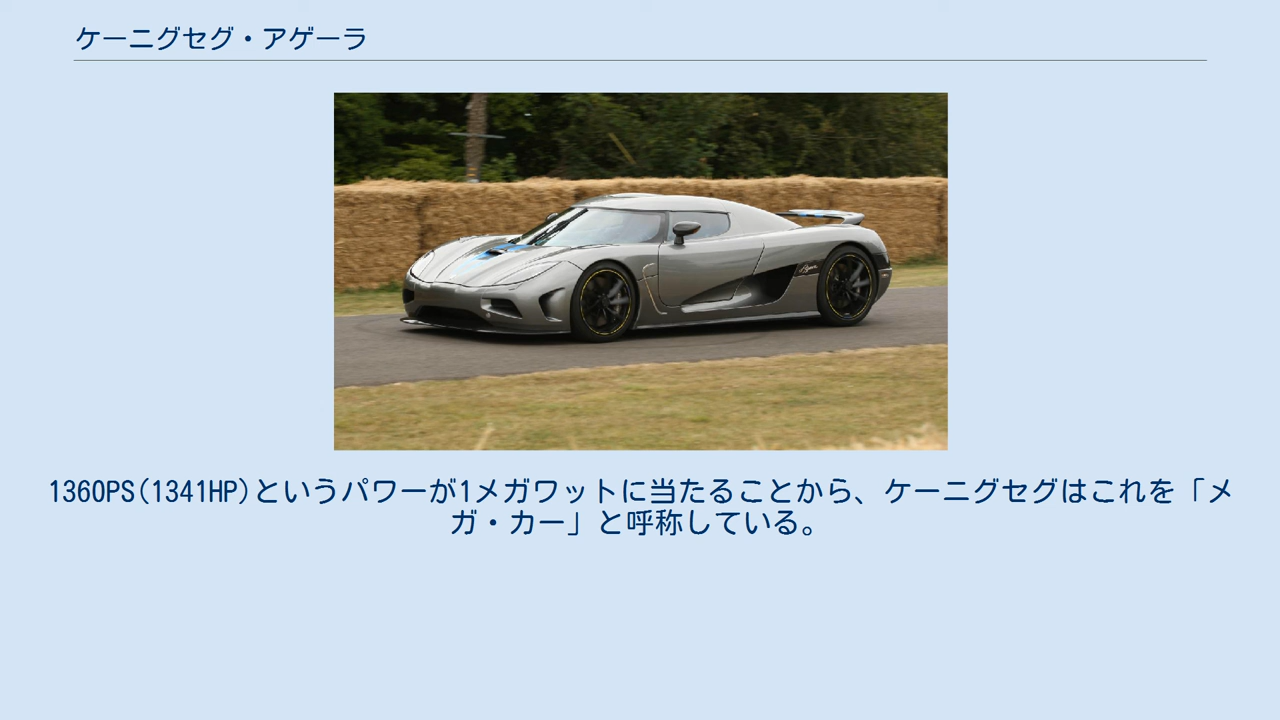 ケーニグセグ・アゲーラ
1360PS(1341HP)というパワーが1メガワットに当たることから、ケーニグセグはこれを「メ
ガ・カー」と呼称している。